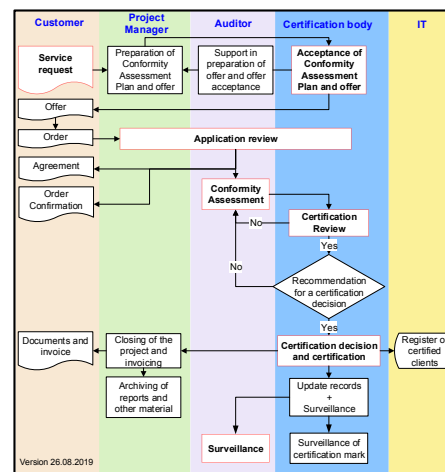 Customer
Project
Manager
Auditor
Certification body
IT
Service
request
Preparation of
Conformity
Assessment
Plan and offer
Support in
preparation of
offer and offer
acceptance
Acceptance of
Conformity
Assessment
Plan and offer
Offer
Order
Application review
Agreement
Order
Confirmation
Conformity
Assessment
No
Certification
Review
Yes
No
Recommendation
for a certification
decision
Yes
Documents and
invoice
Closing of
the project and
invoicing
Certification decision
and certification
Register of
certified
clients
Archiving of
reports and
other material
Update records
+
Surveillance
Surveillance
Surveillance of
certification mark
Version 26.08.2019